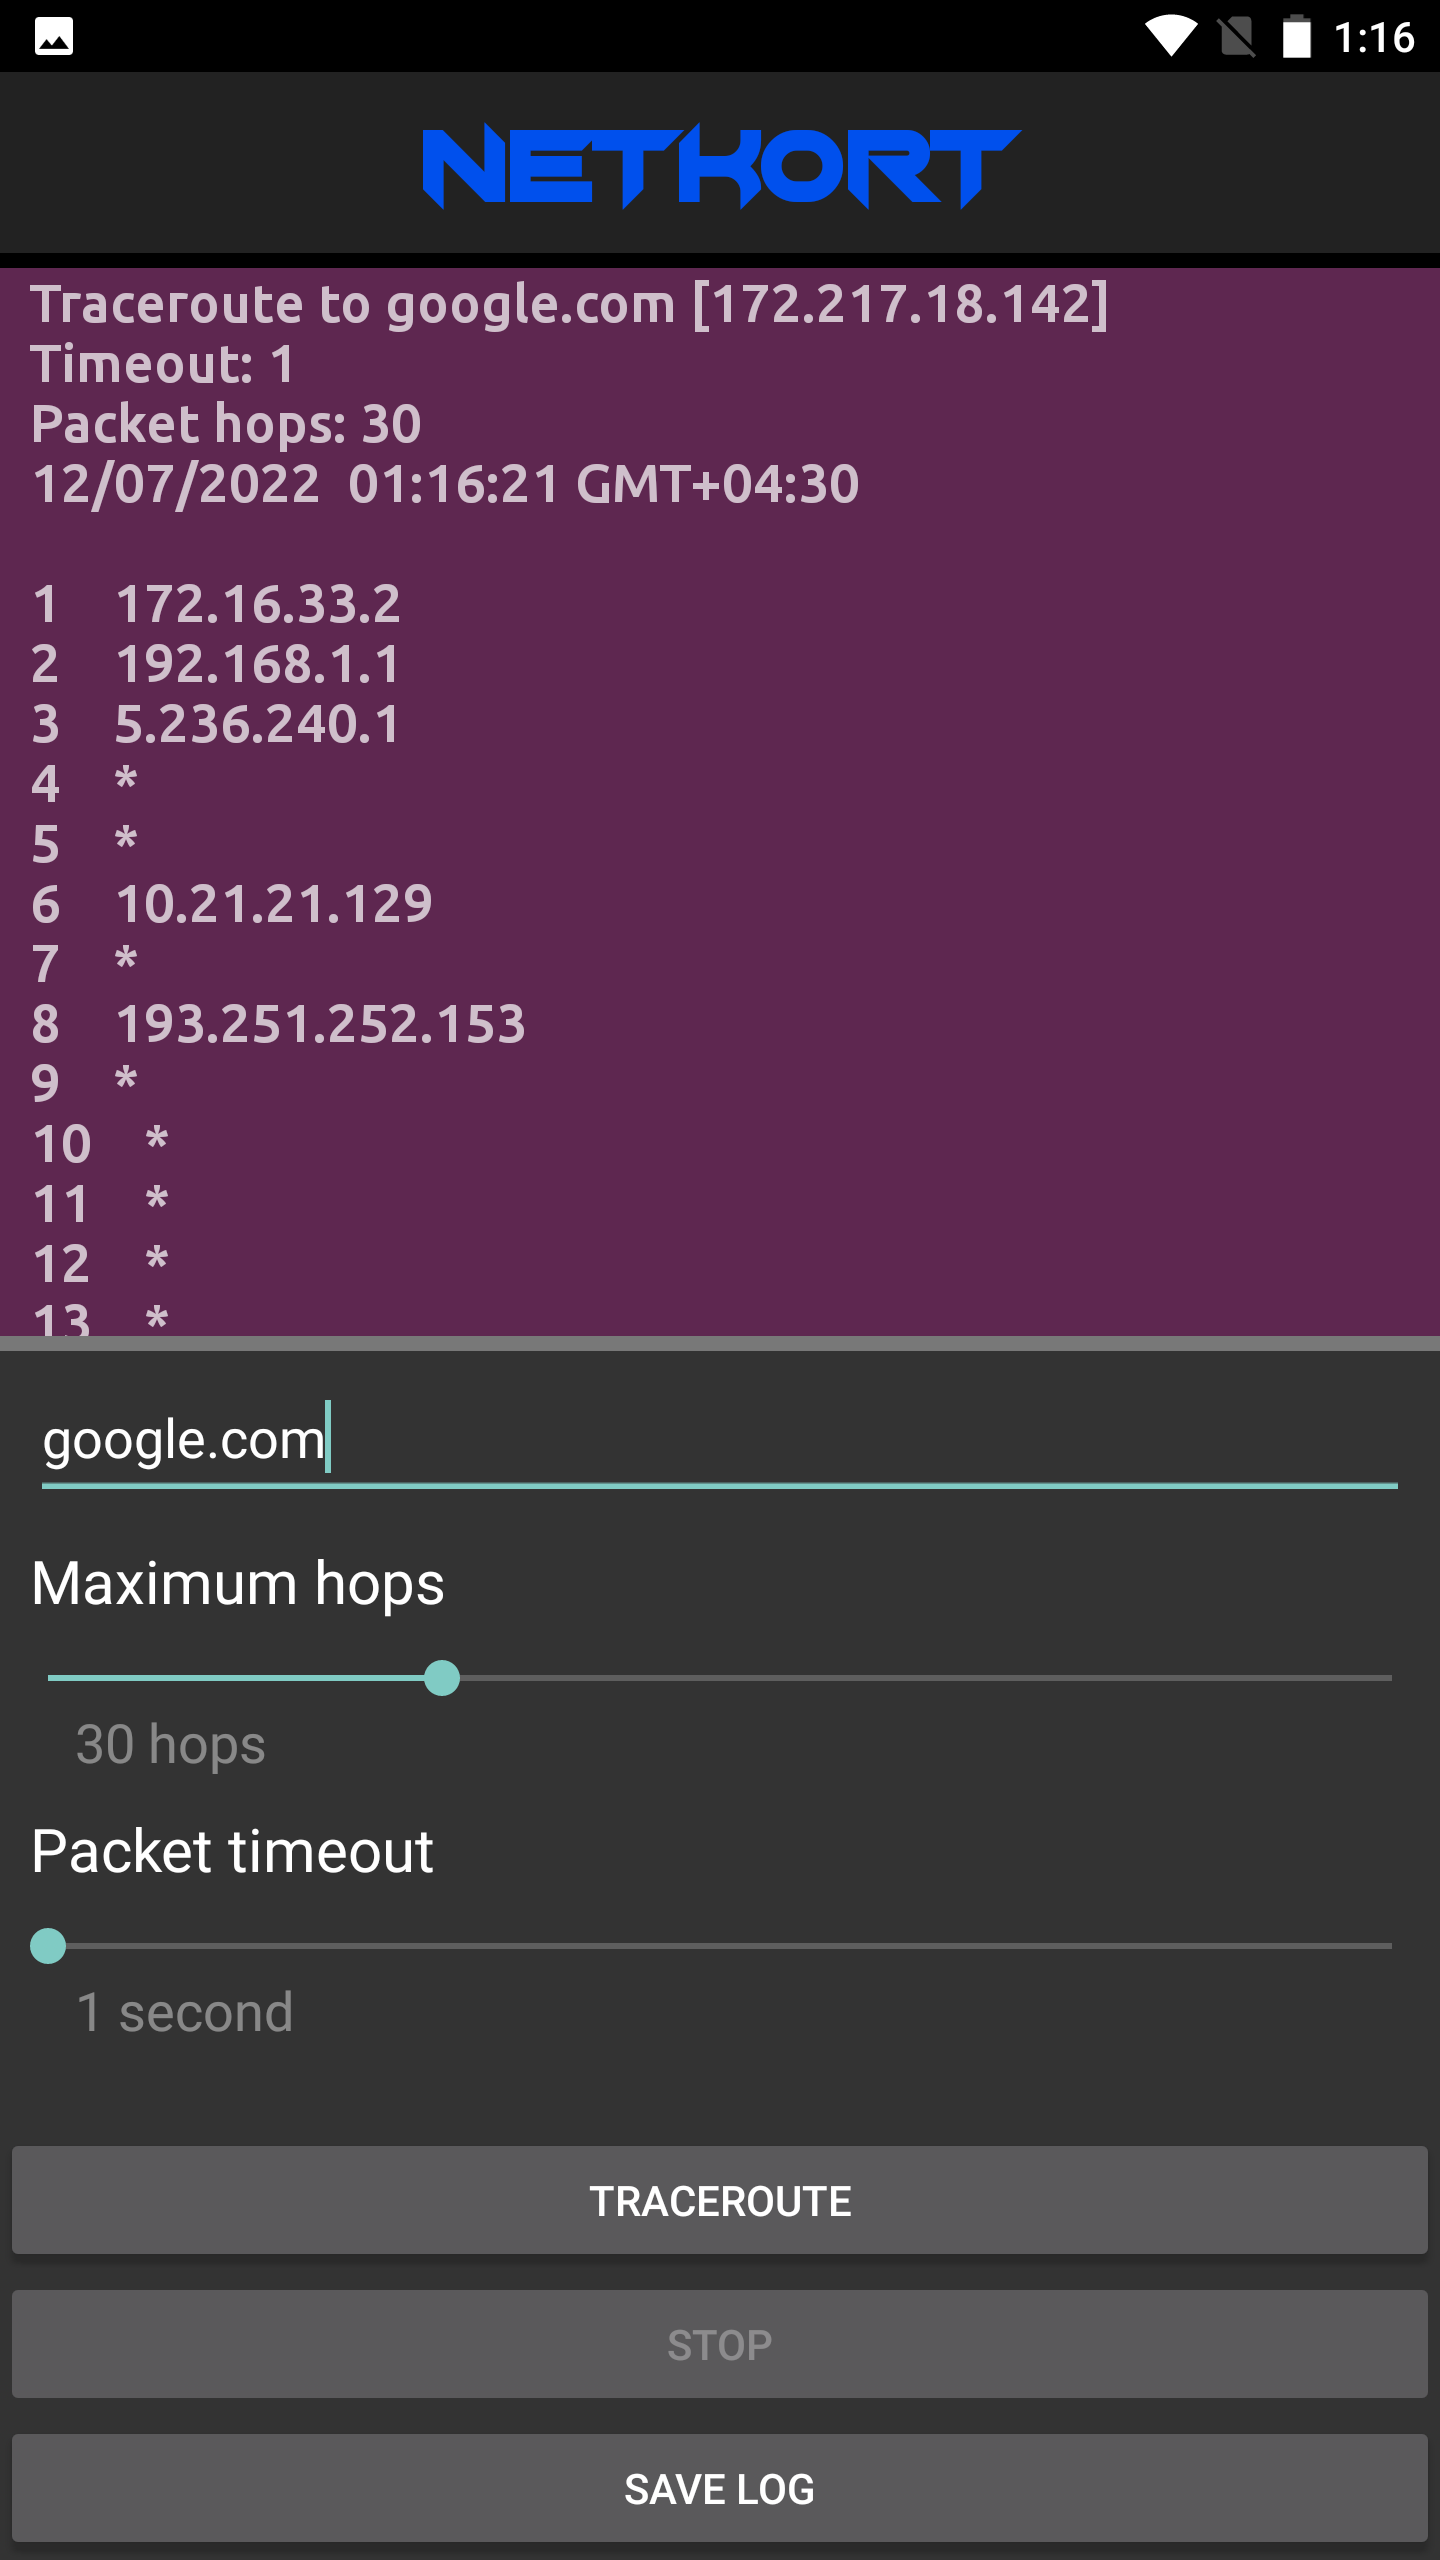 1:16
NETKORT
Traceroute to google.com [172.217.18.142]
Timeout: 1
Packet hops: 30
12/07/2022 01:16:21 GMT+04:30
1 172.16.33.2
2 192.168.1.1
3 5.236.240.1
4 *
5 *
6 10.21.21.129
7 *
8 193.251.252.153
9 *
10 *
11 *
12 *
13 *
google.com
Maximum hops
30 hops
Packet timeout
1 second
TRACEROUTE
STOP
SAVE LOG